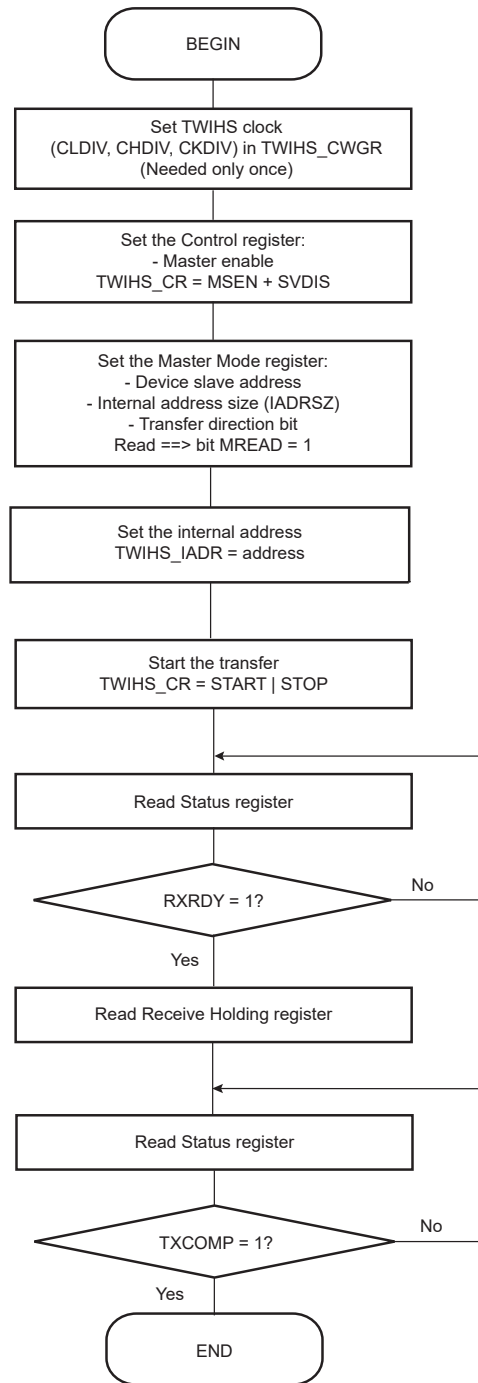 BEGIN
Set TWIHS clock
(CLDIV, CHDIV, CKDIV) in TWIHS_CWGR
(Needed only once)
Set the Control register:
- Master enable
TWIHS_CR = MSEN + SVDIS
Set the Master Mode register:
- Device slave address
- Internal address size (IADRSZ)
- Transfer direction bit
Read ==> bit MREAD = 1
Set the internal address
TWIHS_IADR = address
Start the transfer
TWIHS_CR = START | STOP
Read Status register
RXRDY = 1?
No
Yes
Read Receive Holding register
Read Status register
TXCOMP = 1?
No
Yes
END